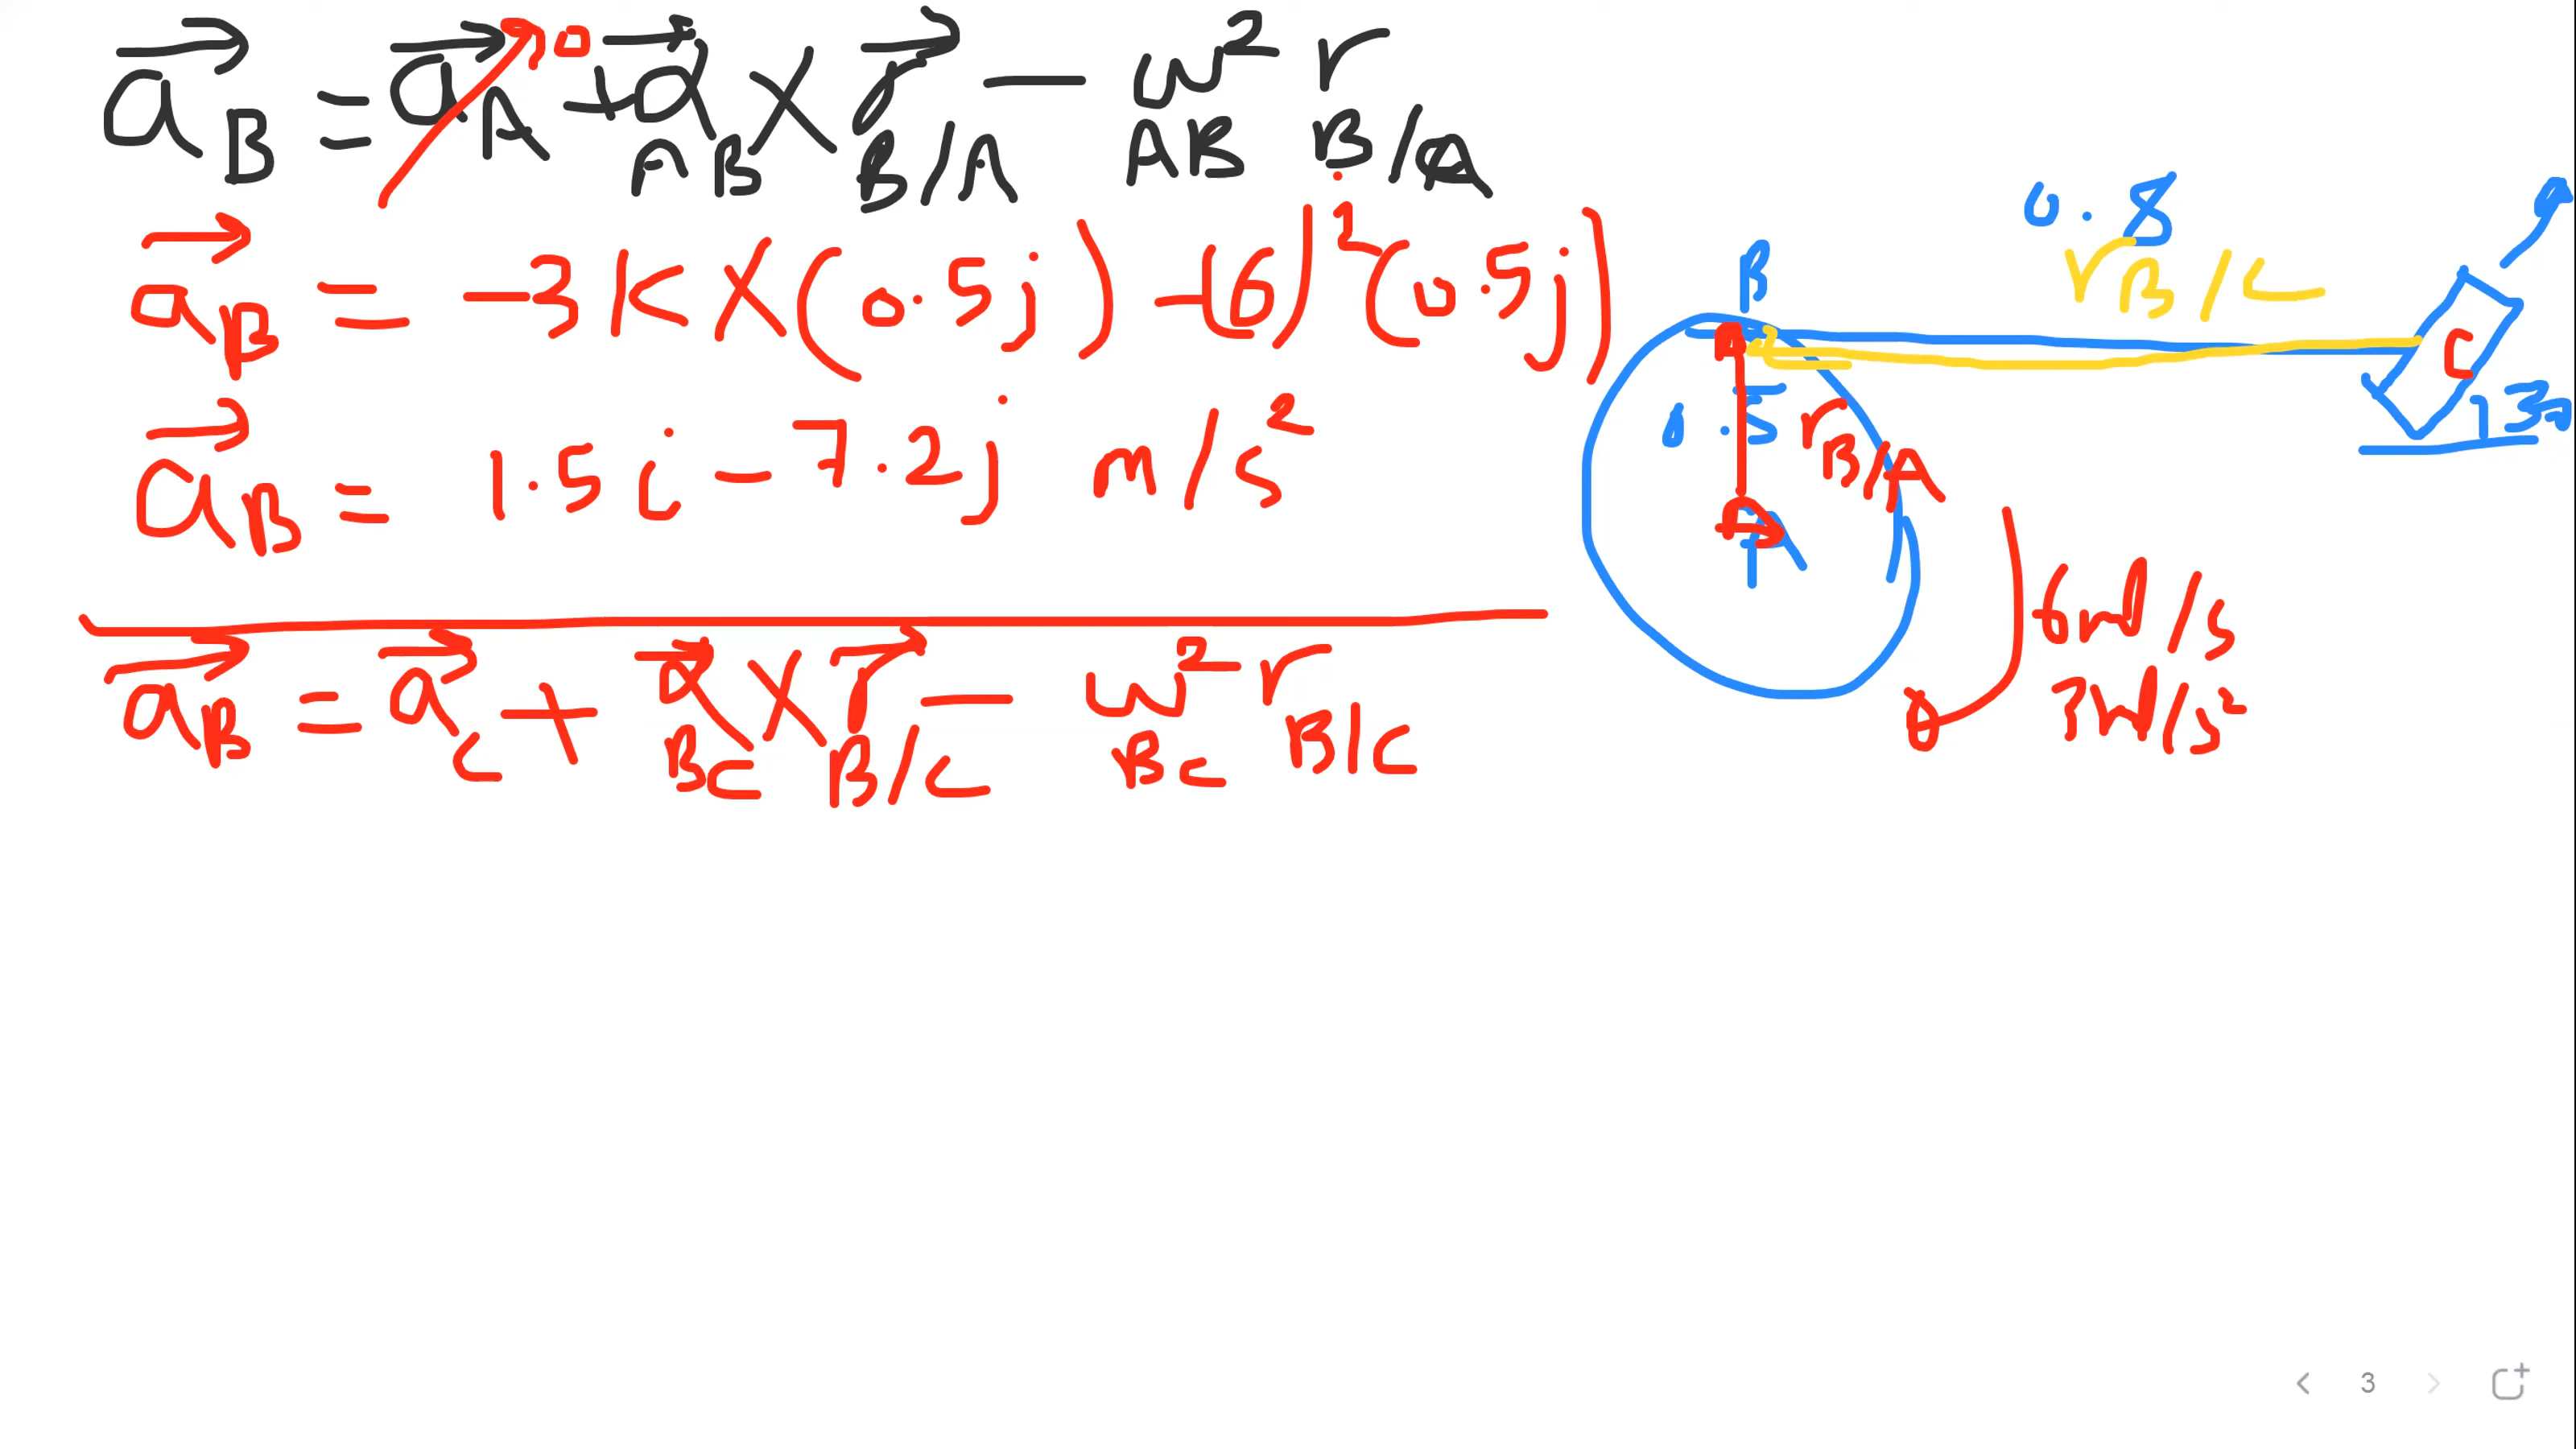 a⃗_B = a⃗_A ↗0 + α⃗_AB × r⃗_B/A − ω²_AB r_B/A
a⃗_B = −3k × (0.5j) − (6)²(0.5j)
a⃗_B = 1.5i − 7.2j m/s²
a⃗_B = a⃗_C + α⃗_BC × r⃗_B/C − ω²_BC r_B/C
0.8
r_B/C
B
C
0.5
r_B/A
A
6rad/s
3rad/s²
3